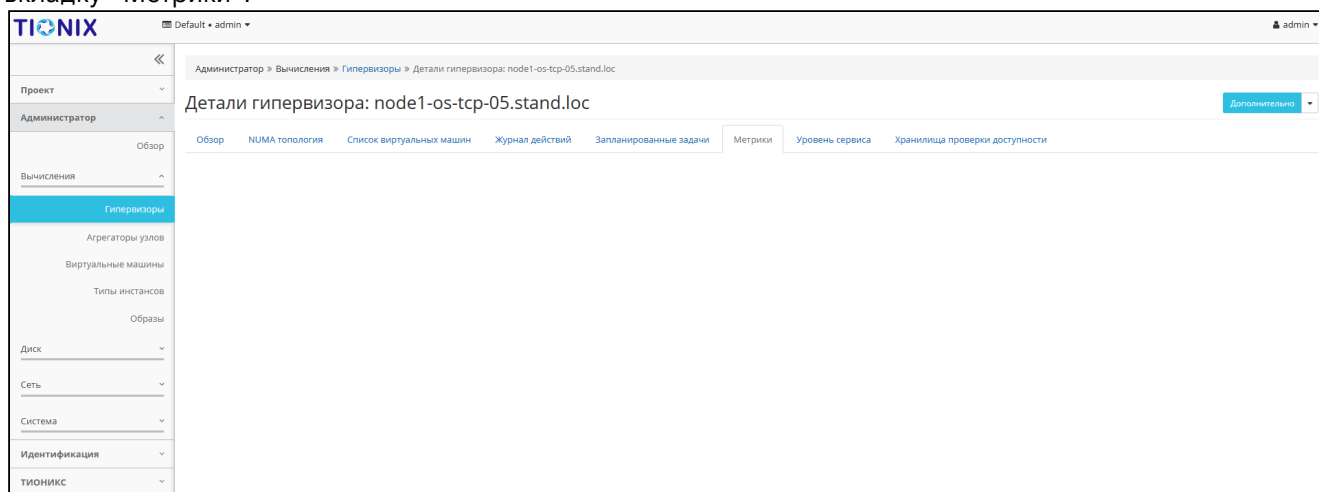 вкладку "Метрики".
TIONIX
Default • admin
admin
Администратор » Вычисления » Гипервизоры » Детали гипервизора: node1-os-tcp-05.stand.loc
Проект
Администратор
Детали гипервизора: node1-os-tcp-05.stand.loc
Дополнительно
Обзор NUMA топология Список виртуальных машин Журнал действий Запланированные задачи Метрики Уровень сервиса Хранилища проверки доступности
Обзор
Вычисления
Гипервизоры
Агрегаторы узлов
Виртуальные машины
Типы инстансов
Образы
Диск
Сеть
Система
Идентификация
ТИОНИКС